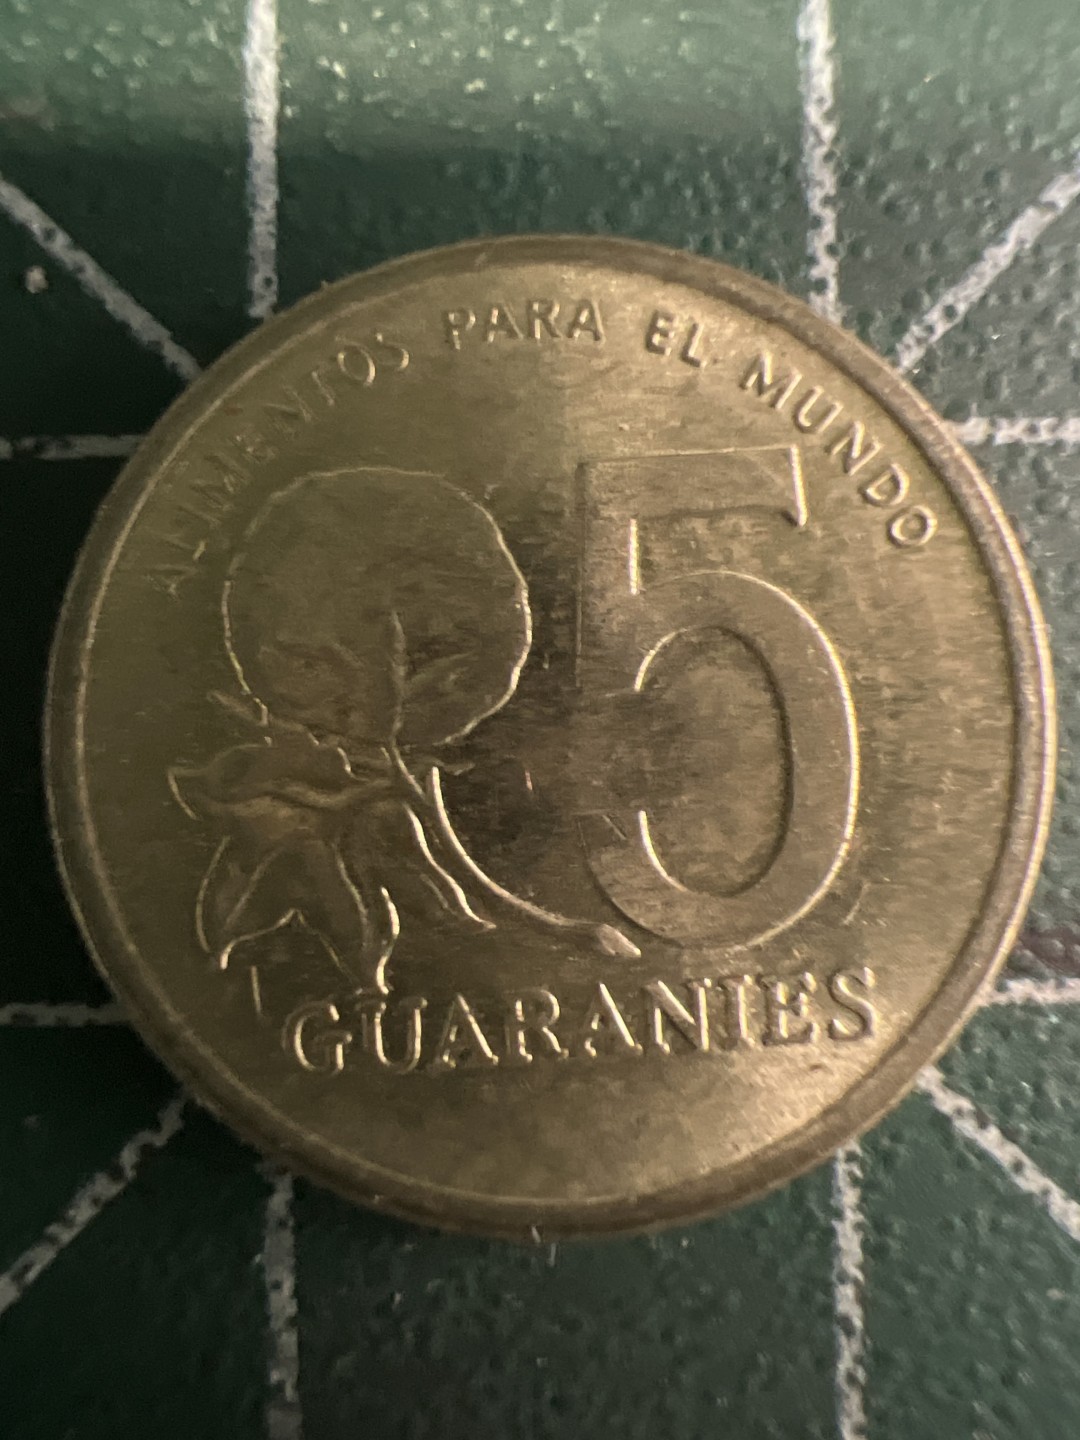 ALIMENTOS PARA EL MUNDO
5
GUARANIES